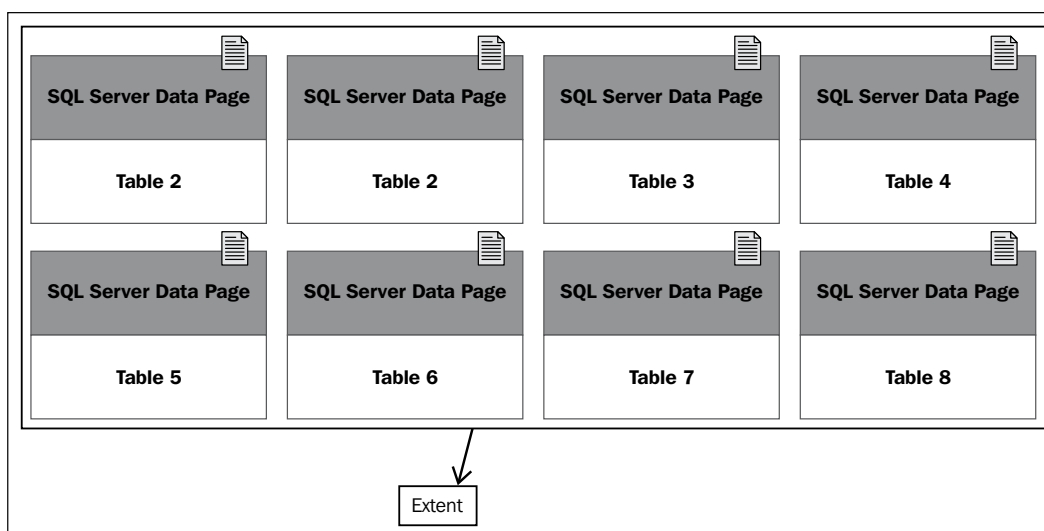 SQL Server Data Page
SQL Server Data Page
SQL Server Data Page
SQL Server Data Page
Table 2
Table 2
Table 3
Table 4
SQL Server Data Page
SQL Server Data Page
SQL Server Data Page
SQL Server Data Page
Table 5
Table 6
Table 7
Table 8
Extent